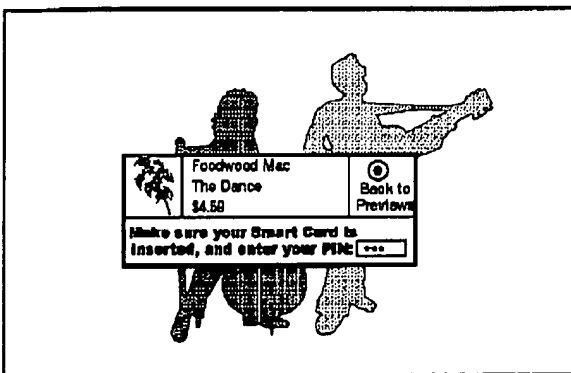 Foodwood Mac
The Dance
$4.59
Back to
Previews
Make sure your Smart Card is
inserted, and enter your PIN: ***